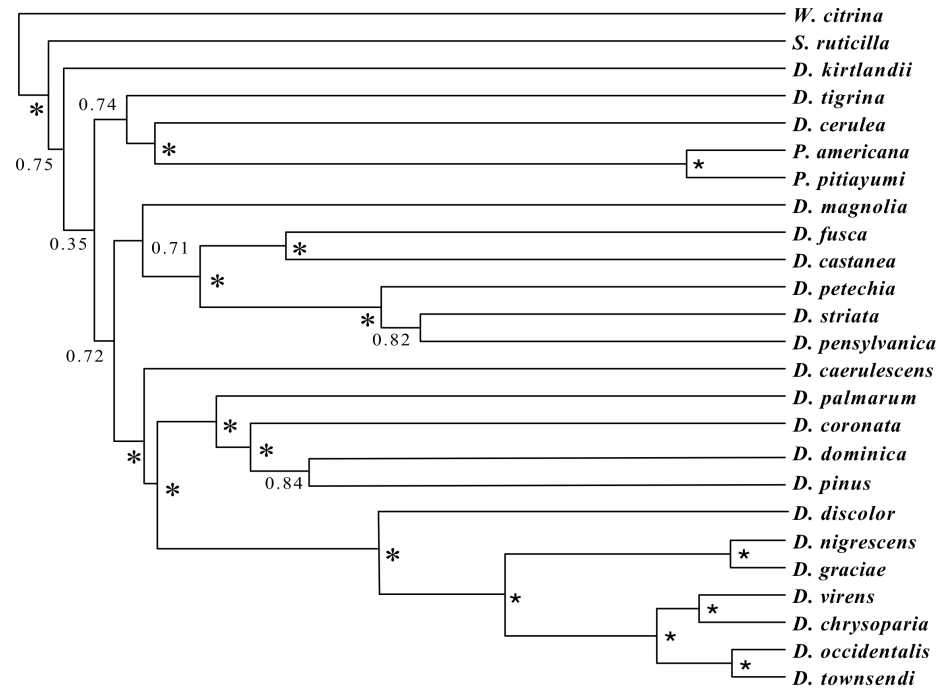 W. citrina
S. ruticilla
*
D. kirtlandii
0.74
D. tigrina
D. cerulea
*
P. americana
*
0.75
P. pitiayumi
D. magnolia
D. fusca
0.35
0.71
*
D. castanea
*
D. petechia
*
D. striata
0.82
D. pensylvanica
0.72
D. caerulescens
D. palmarum
*
D. coronata
*
D. dominica
*
0.84
D. pinus
*
D. discolor
D. nigrescens
*
*
D. graciae
*
D. virens
*
D. chrysoparia
*
D. occidentalis
*
D. townsendi